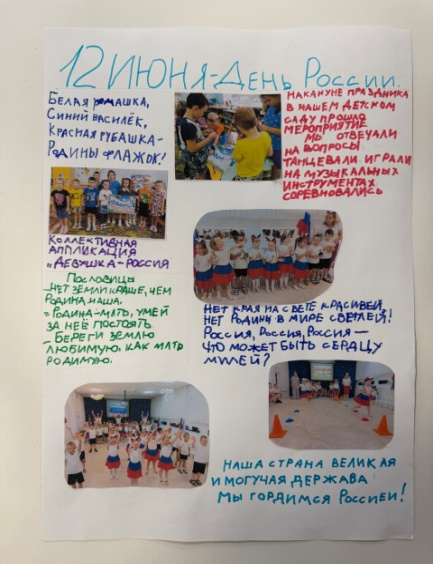 12 ИЮНЯ-ДЕНЬ РОССИИ.
БЕЛАЯ РОМАШКА,
СИНИЙ ВАСИЛЁК,
КРАСНАЯ РУБАШКА-
РОДИНЫ ФЛАЖОК!
НАКАНУНЕ ПРАЗДНИКА
В НАШЕМ ДЕТСКОМ
САДУ ПРОШЛО
МЕРОПРИЯТИЕ
МЫ ОТВЕЧАЛИ
НА ВОПРОСЫ
ТАНЦЕВАЛИ. ИГРАЛИ
НА МУЗЫКАЛЬНЫХ
ИНСТРУМЕНТАХ
СОРЕВНОВАЛИСЬ
КОЛЛЕКТИВНАЯ
АППЛИКАЦИЯ
"ДЕВУШКА-РОССИЯ
ПОСЛОВИЦЫ
-НЕТ ЗЕМЛИ КРАШЕ, ЧЕМ
РОДИНА НАША.
-РОДИНА-МАТЬ, УМЕЙ
ЗА НЕЁ ПОСТОЯТЬ
-БЕРЕГИ ЗЕМЛЮ
ЛЮБИМУЮ, КАК МАТЬ
РОДИМУЮ.
НЕТ КРАЯ НА СВЕТЕ КРАСИВЕЙ
НЕТ РОДИНЫ В МИРЕ СВЕТЛЕЙ!
РОССИЯ, РОССИЯ, РОССИЯ—
ЧТО МОЖЕТ БЫТЬ СЕРДЦУ
МИЛЕЙ?
НАША СТРАНА ВЕЛИКАЯ
И МОГУЧАЯ ДЕРЖАВА
МЫ ГОРДИМСЯ РОССИЕЙ!